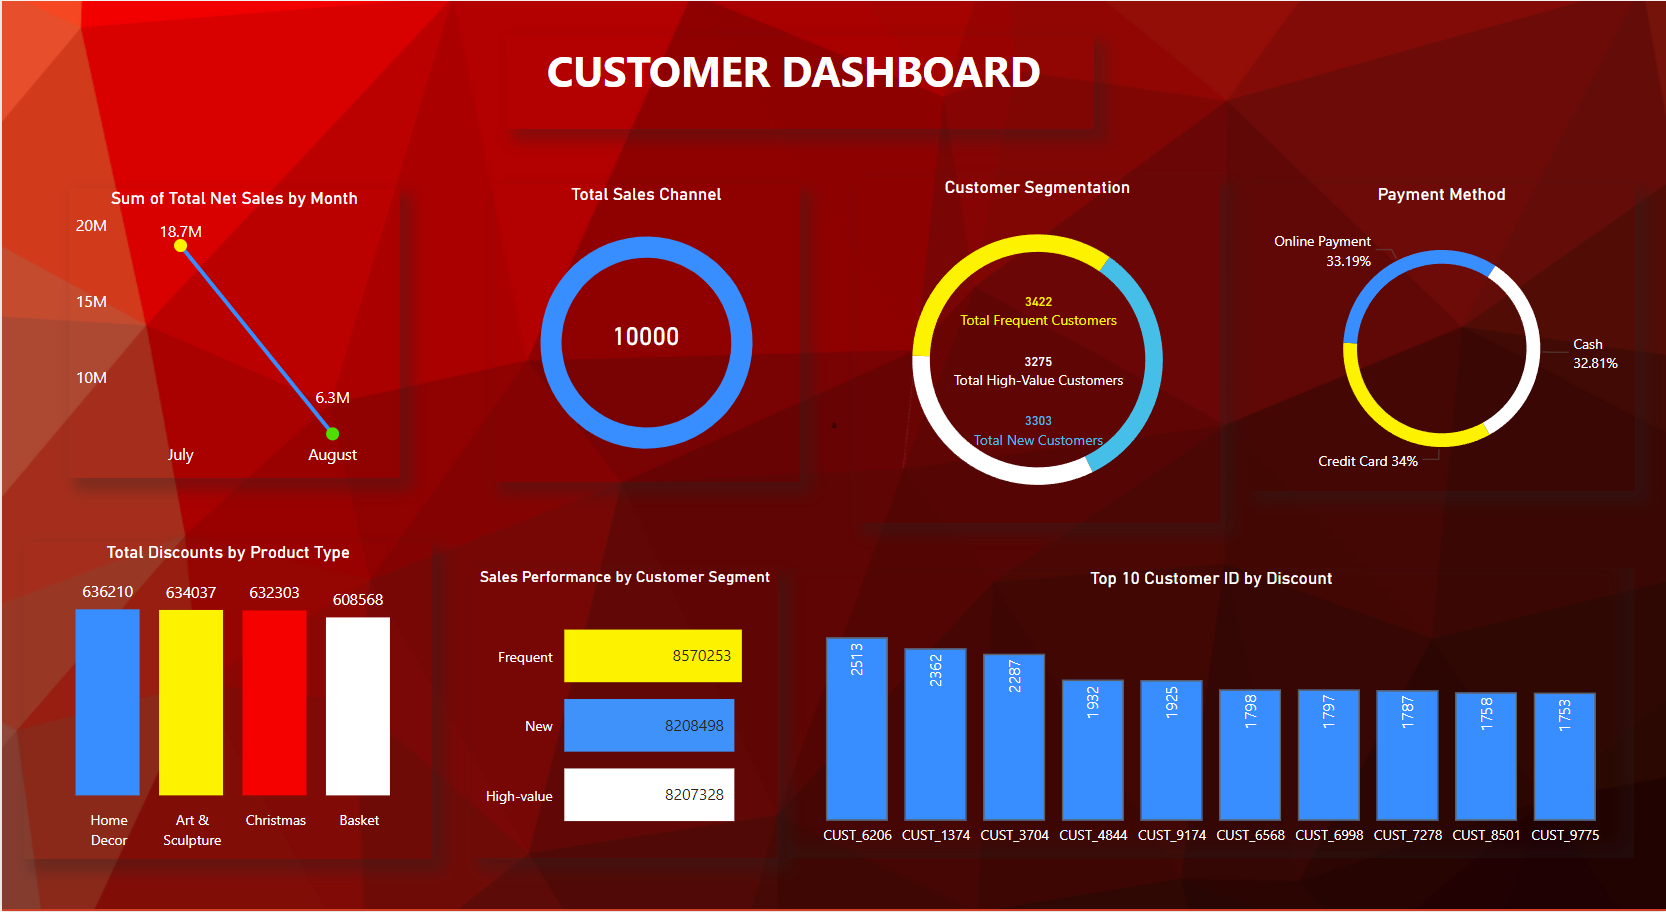 CUSTOMER DASHBOARD
Sum of Total Net Sales by Month
20M
15M
10M
18.7M
6.3M
July
August
Total Sales Channel
10000
Customer Segmentation
3422
Total Frequent Customers
3275
Total High-Value Customers
3303
Total New Customers
Payment Method
Online Payment
33.19%
Cash
32.81%
Credit Card 34%
Total Discounts by Product Type
636210
634037
632303
608568
Home
Decor
Art &
Sculpture
Christmas
Basket
Sales Performance by Customer Segment
Frequent
8570253
New
8208498
High-value
8207328
Top 10 Customer ID by Discount
2513
2362
2287
1932
1925
1798
1797
1787
1758
1753
CUST_6206
CUST_1374
CUST_3704
CUST_4844
CUST_9174
CUST_6568
CUST_6998
CUST_7278
CUST_8501
CUST_9775